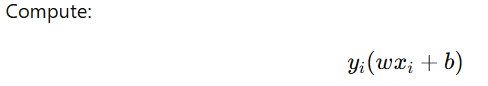 Compute:
yᵢ(wxᵢ + b)